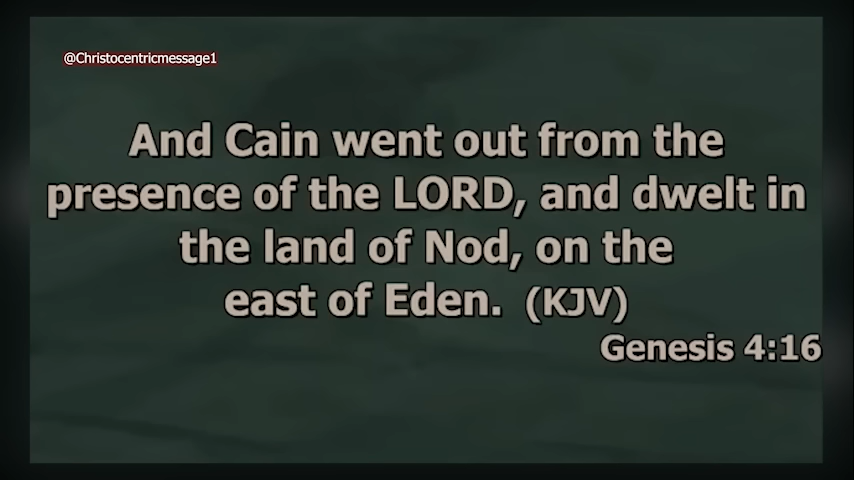 @Christocentricmessage1
And Cain went out from the
presence of the LORD, and dwelt in
the land of Nod, on the
east of Eden. (KJV)
Genesis 4:16